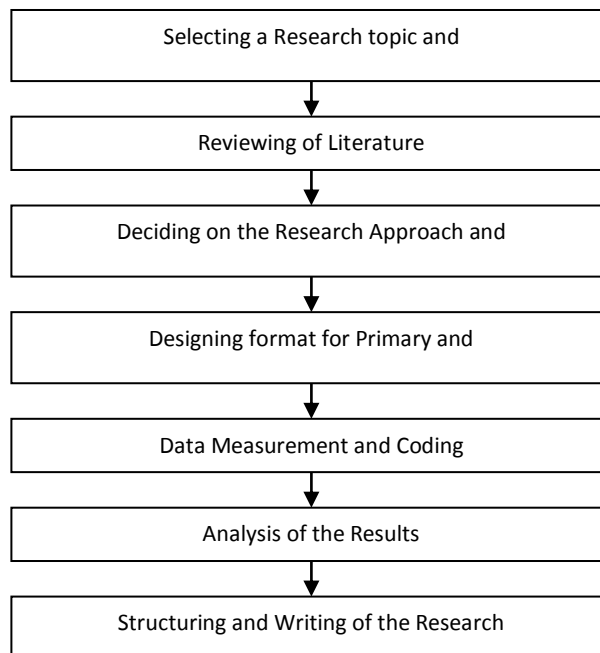 Selecting a Research topic and
Reviewing of Literature
Deciding on the Research Approach and
Designing format for Primary and
Data Measurement and Coding
Analysis of the Results
Structuring and Writing of the Research